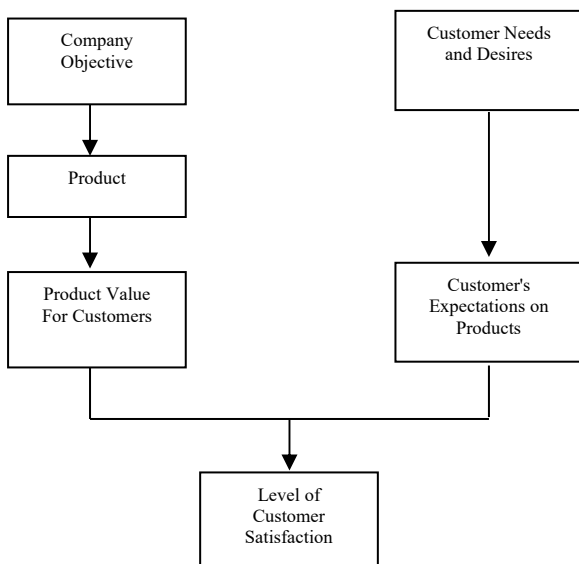 Company
Objective
Customer Needs
and Desires
Product
Product Value
For Customers
Customer's
Expectations on
Products
Level of
Customer
Satisfaction